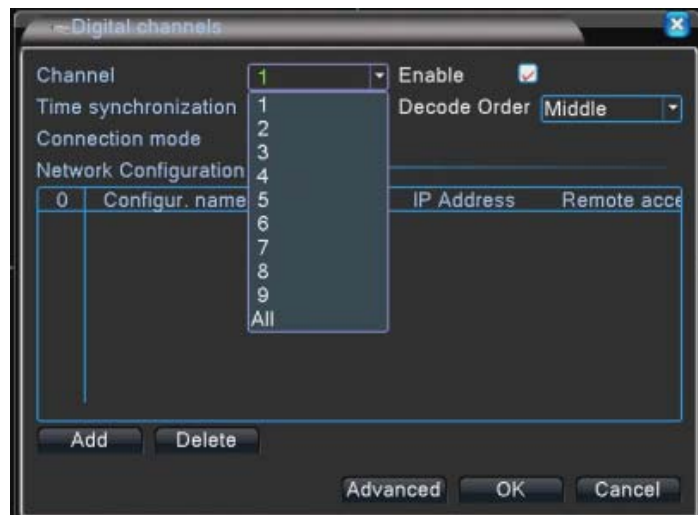 Digital channels
Channel 1 Enable
Time synchronization Decode Order Middle
Connection mode
Network Configuration
0 Configur. name IP Address Remote acce
1
2
3
4
5
6
7
8
9
All
Add Delete
Advanced OK Cancel